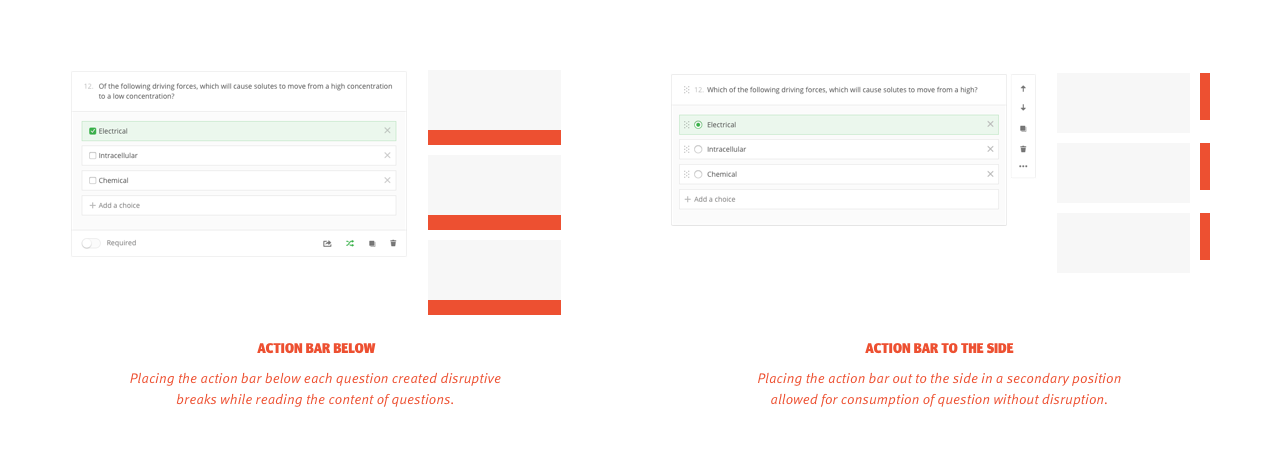 12. Of the following driving forces, which will cause solutes to move from a high concentration
to a low concentration?
Electrical
Intracellular
Chemical
+ Add a choice
Required
ACTION BAR BELOW
Placing the action bar below each question created disruptive
breaks while reading the content of questions.
12. Which of the following driving forces, which will cause solutes to move from a high?
Electrical
Intracellular
Chemical
+ Add a choice
ACTION BAR TO THE SIDE
Placing the action bar out to the side in a secondary position
allowed for consumption of question without disruption.